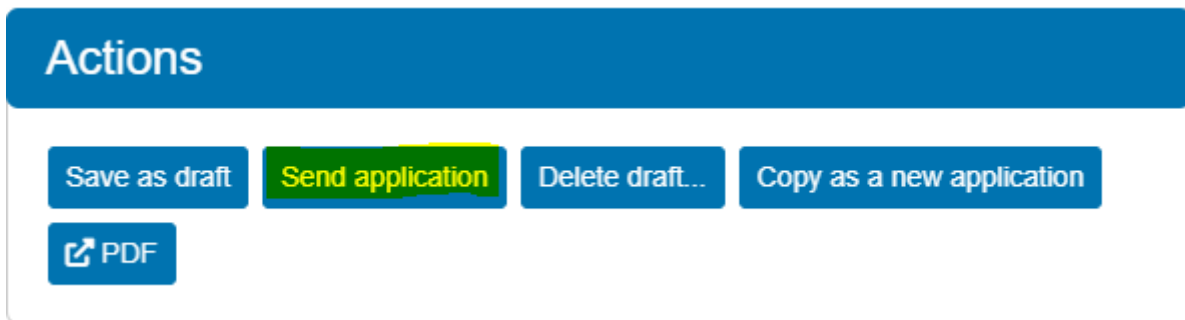 Actions
Save as draft Send application Delete draft... Copy as a new application
PDF